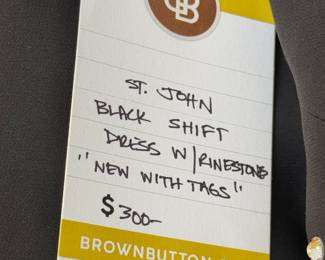 B
ST. JOHN
BLACK SHIFT
DRESS W/RINESTONE
"NEW WITH TAGS"
$300-
BROWNBUTTON